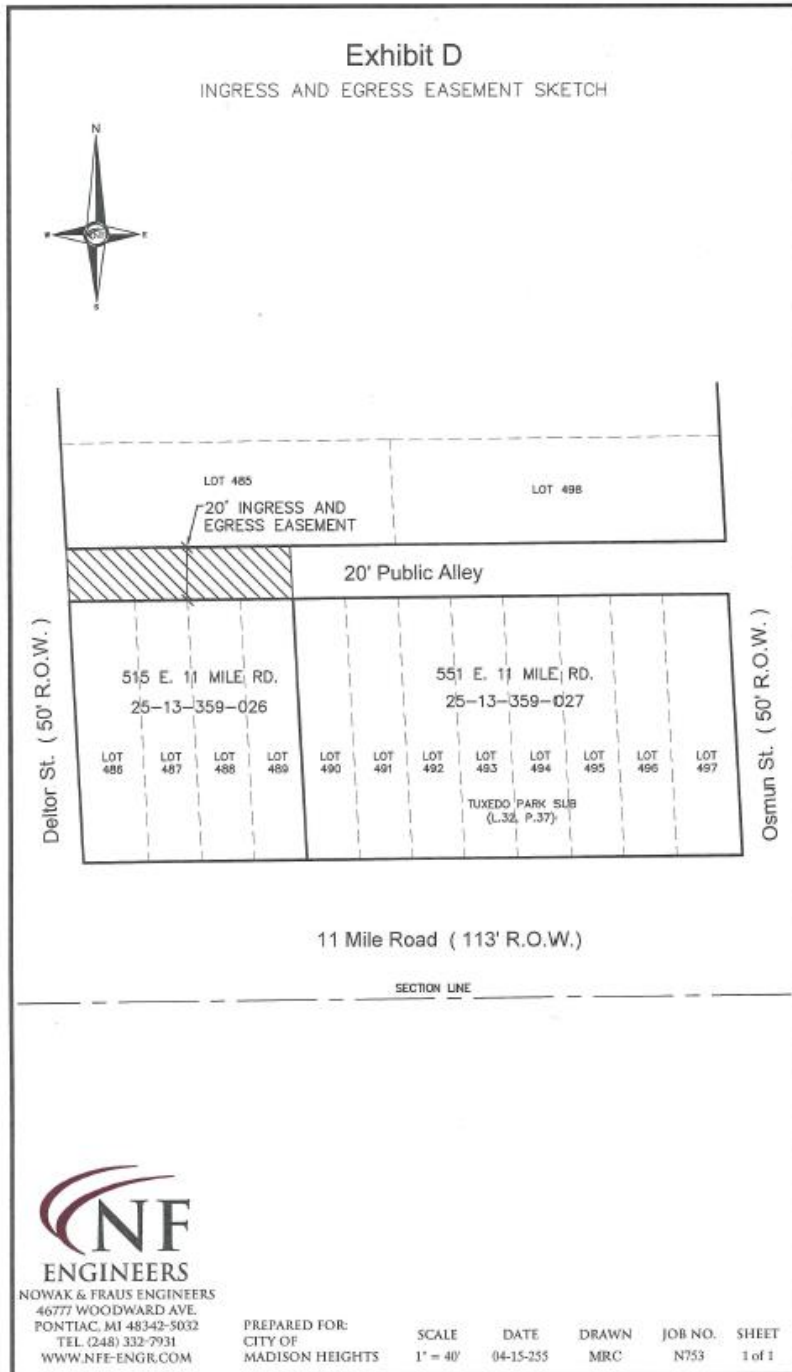 Exhibit D
INGRESS AND EGRESS EASEMENT SKETCH
N
W
NF
E
S
LOT 485
LOT 498
20' INGRESS AND
EGRESS EASEMENT
20' Public Alley
Deltor St. ( 50' R.O.W. )
515 E. 11 MILE RD.
25-13-359-026
551 E. 11 MILE RD.
25-13-359-027
LOT 486
LOT 487
LOT 488
LOT 489
LOT 490
LOT 491
LOT 492
LOT 493
LOT 494
LOT 495
LOT 496
LOT 497
TUXEDO PARK SUB
(L.32, P.37)
Osmun St. ( 50' R.O.W. )
11 Mile Road ( 113' R.O.W.)
SECTION LINE
NF
ENGINEERS
NOWAK & FRAUS ENGINEERS
46777 WOODWARD AVE.
PONTIAC, MI 48342-5032
TEL. (248) 332-7931
WWW.NFE-ENGR.COM
PREPARED FOR:
CITY OF
MADISON HEIGHTS
SCALE DATE DRAWN JOB NO. SHEET
1" = 40' 04-15-255 MRC N753 1 of 1